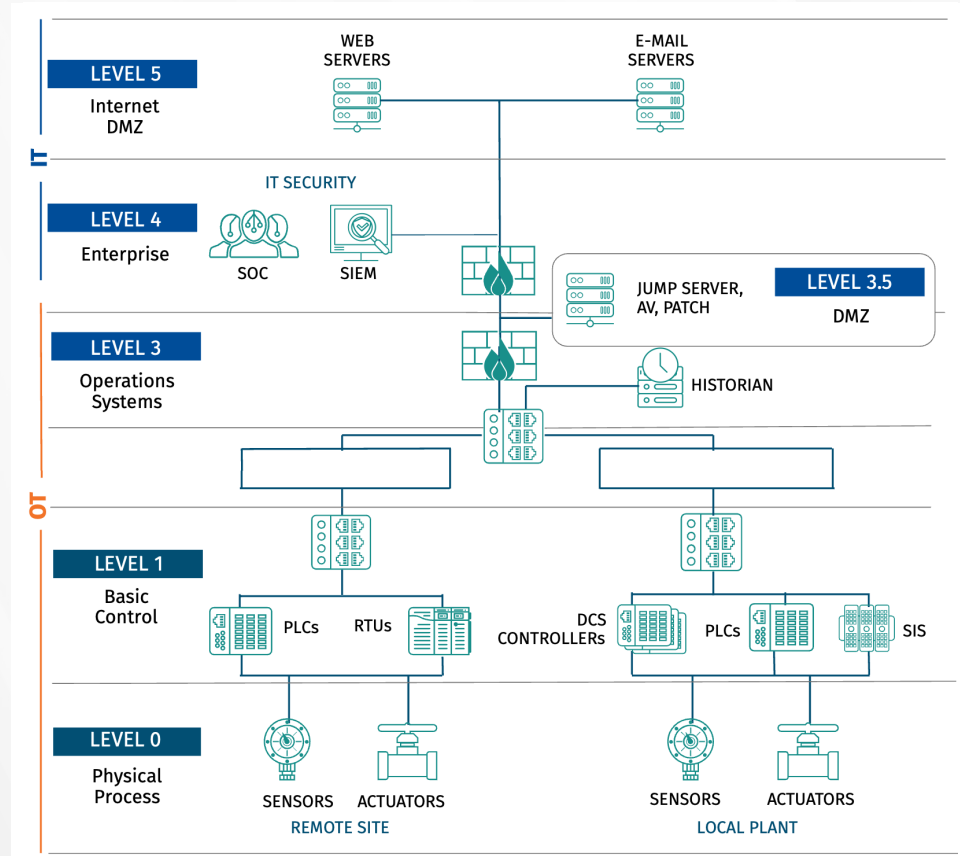 WEB
SERVERS
E-MAIL
SERVERS
LEVEL 5
Internet
DMZ
IT
IT SECURITY
LEVEL 4
Enterprise
SOC
SIEM
JUMP SERVER,
AV, PATCH
LEVEL 3.5
DMZ
LEVEL 3
Operations
Systems
HISTORIAN
OT
LEVEL 1
Basic
Control
PLCs
RTUs
DCS
CONTROLLERs
PLCs
SIS
LEVEL 0
Physical
Process
SENSORS
ACTUATORS
REMOTE SITE
SENSORS
ACTUATORS
LOCAL PLANT